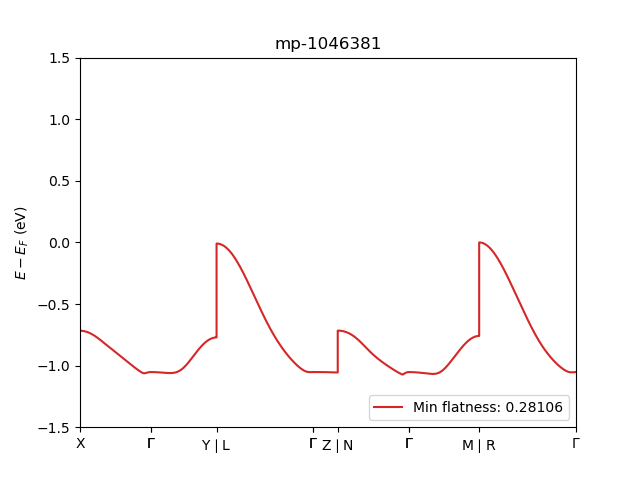 mp-1046381
E − E_F (eV)
1.5
1.0
0.5
0.0
−0.5
−1.0
−1.5
Min flatness: 0.28106
X Γ Y | L Γ Z | N Γ M | R Γ